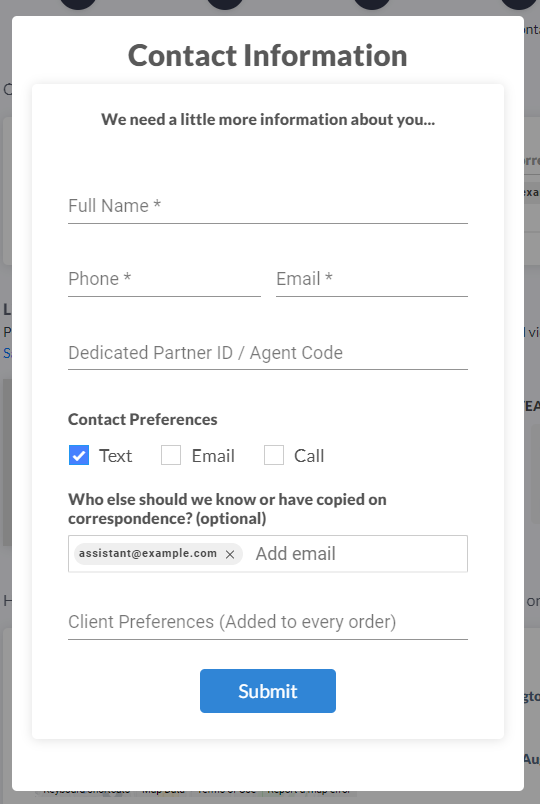 Contact Information
We need a little more information about you...
Full Name *
Phone *
Email *
Dedicated Partner ID / Agent Code
Contact Preferences
Text
Email
Call
Who else should we know or have copied on
correspondence? (optional)
assistant@example.com ×
Add email
Client Preferences (Added to every order)
Submit